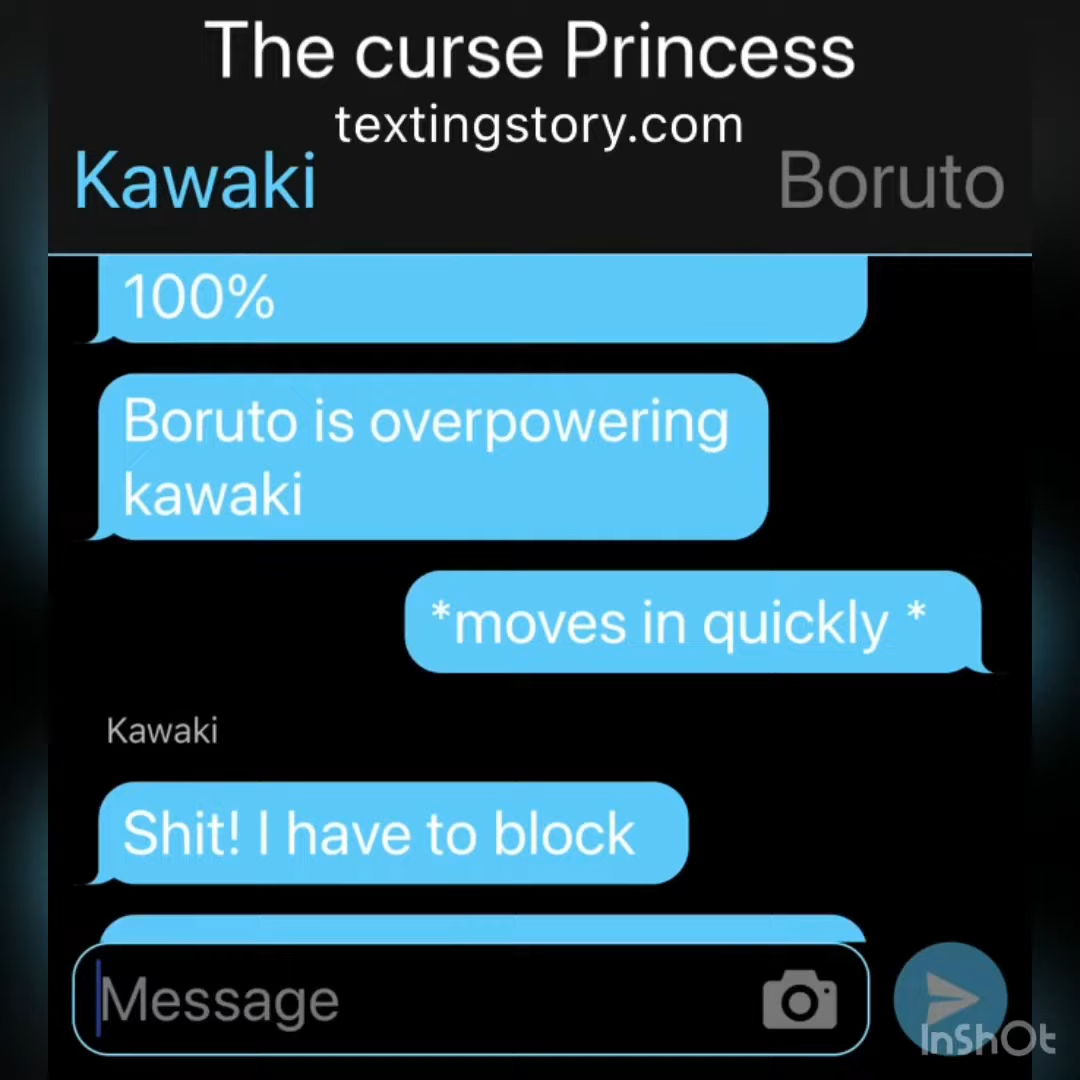 The curse Princess
textingstory.com
Kawaki
Boruto
100%
Boruto is overpowering
kawaki
*moves in quickly *
Kawaki
Shit! I have to block
Message
InShOt